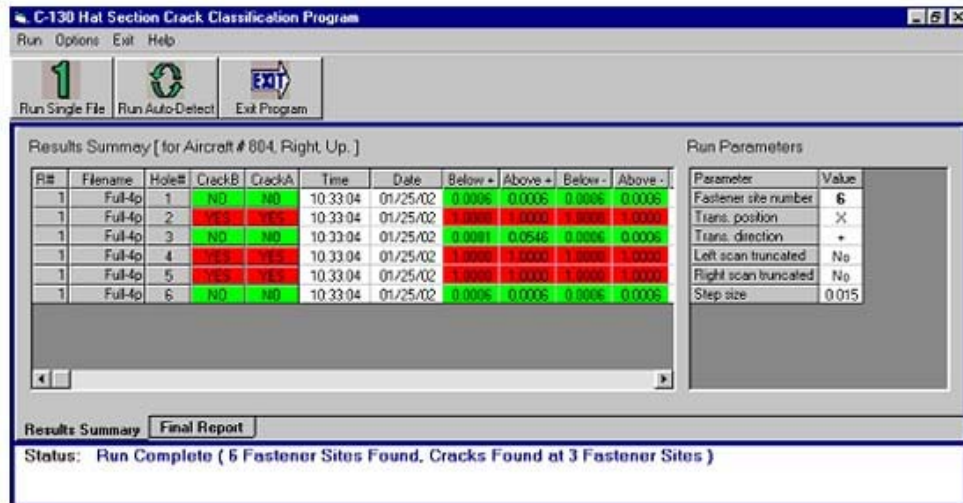 C-130 Hat Section Crack Classification Program
Run Options Exit Help
1
EXIT
Run Single File Run Auto-Detect Exit Program
Results Summay [ for Aircraft # 804, Right, Up. ]
R# Filename Hole# CrackB CrackA Time Date Below + Above + Below - Above -
1 Full-4p 1 NO NO 10:33:04 01/25/02 0.0006 0.0006 0.0006 0.0006
1 Full-4p 2 YES YES 10:33:04 01/25/02 1.0000 1.0000 1.0000 1.0000
1 Full-4p 3 NO NO 10:33:04 01/25/02 0.0081 0.0546 0.0006 0.0006
1 Full-4p 4 YES YES 10:33:04 01/25/02 1.0000 1.0000 1.0000 1.0000
1 Full-4p 5 YES YES 10:33:04 01/25/02 1.0000 1.0000 1.0000 1.0000
1 Full-4p 6 NO NO 10:33:04 01/25/02 0.0006 0.0006 0.0006 0.0006
Run Parameters
Parameter Value
Fastener site number 6
Trans. position X
Trans. direction +
Left scan truncated No
Right scan truncated No
Step size 0.015
Results Summary Final Report
Status: Run Complete ( 6 Fastener Sites Found, Cracks Found at 3 Fastener Sites )